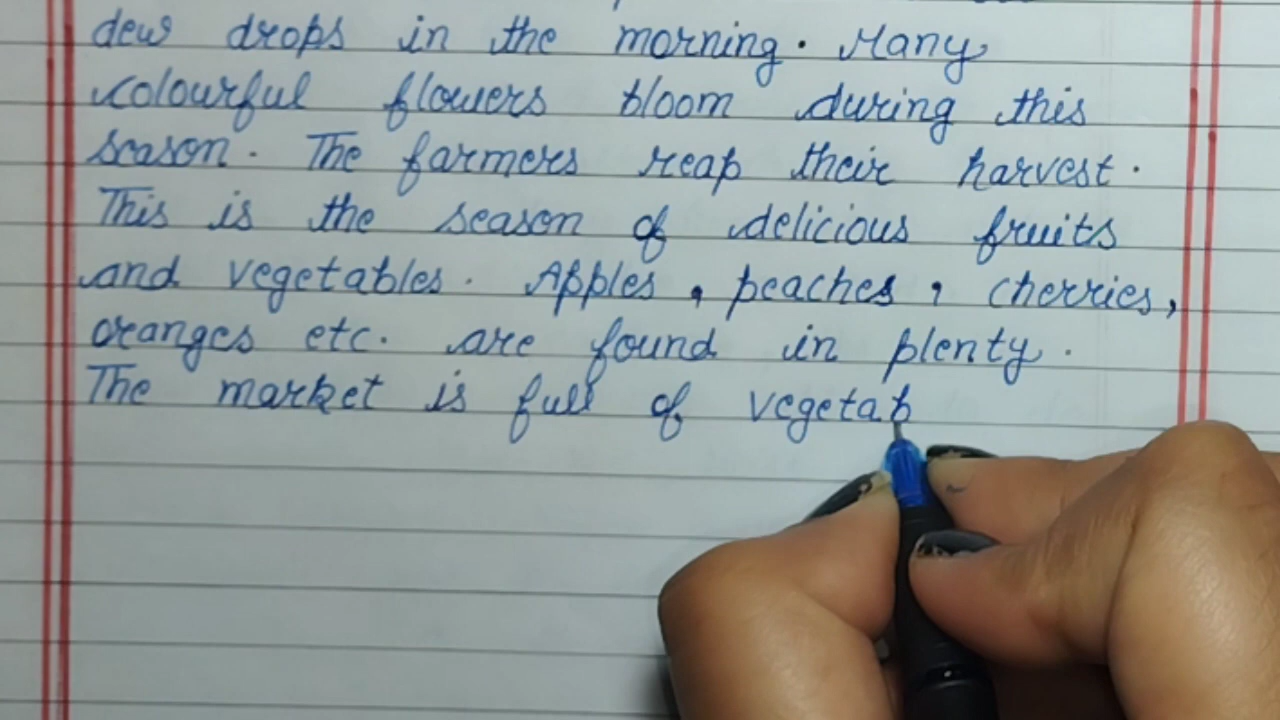 dew drops in the morning. Many
colourful flowers bloom during this
season. The farmers reap their harvest.
This is the season of delicious fruits
and vegetables. Apples, peaches, cherries,
oranges etc. are found in plenty.
The market is full of vegetab